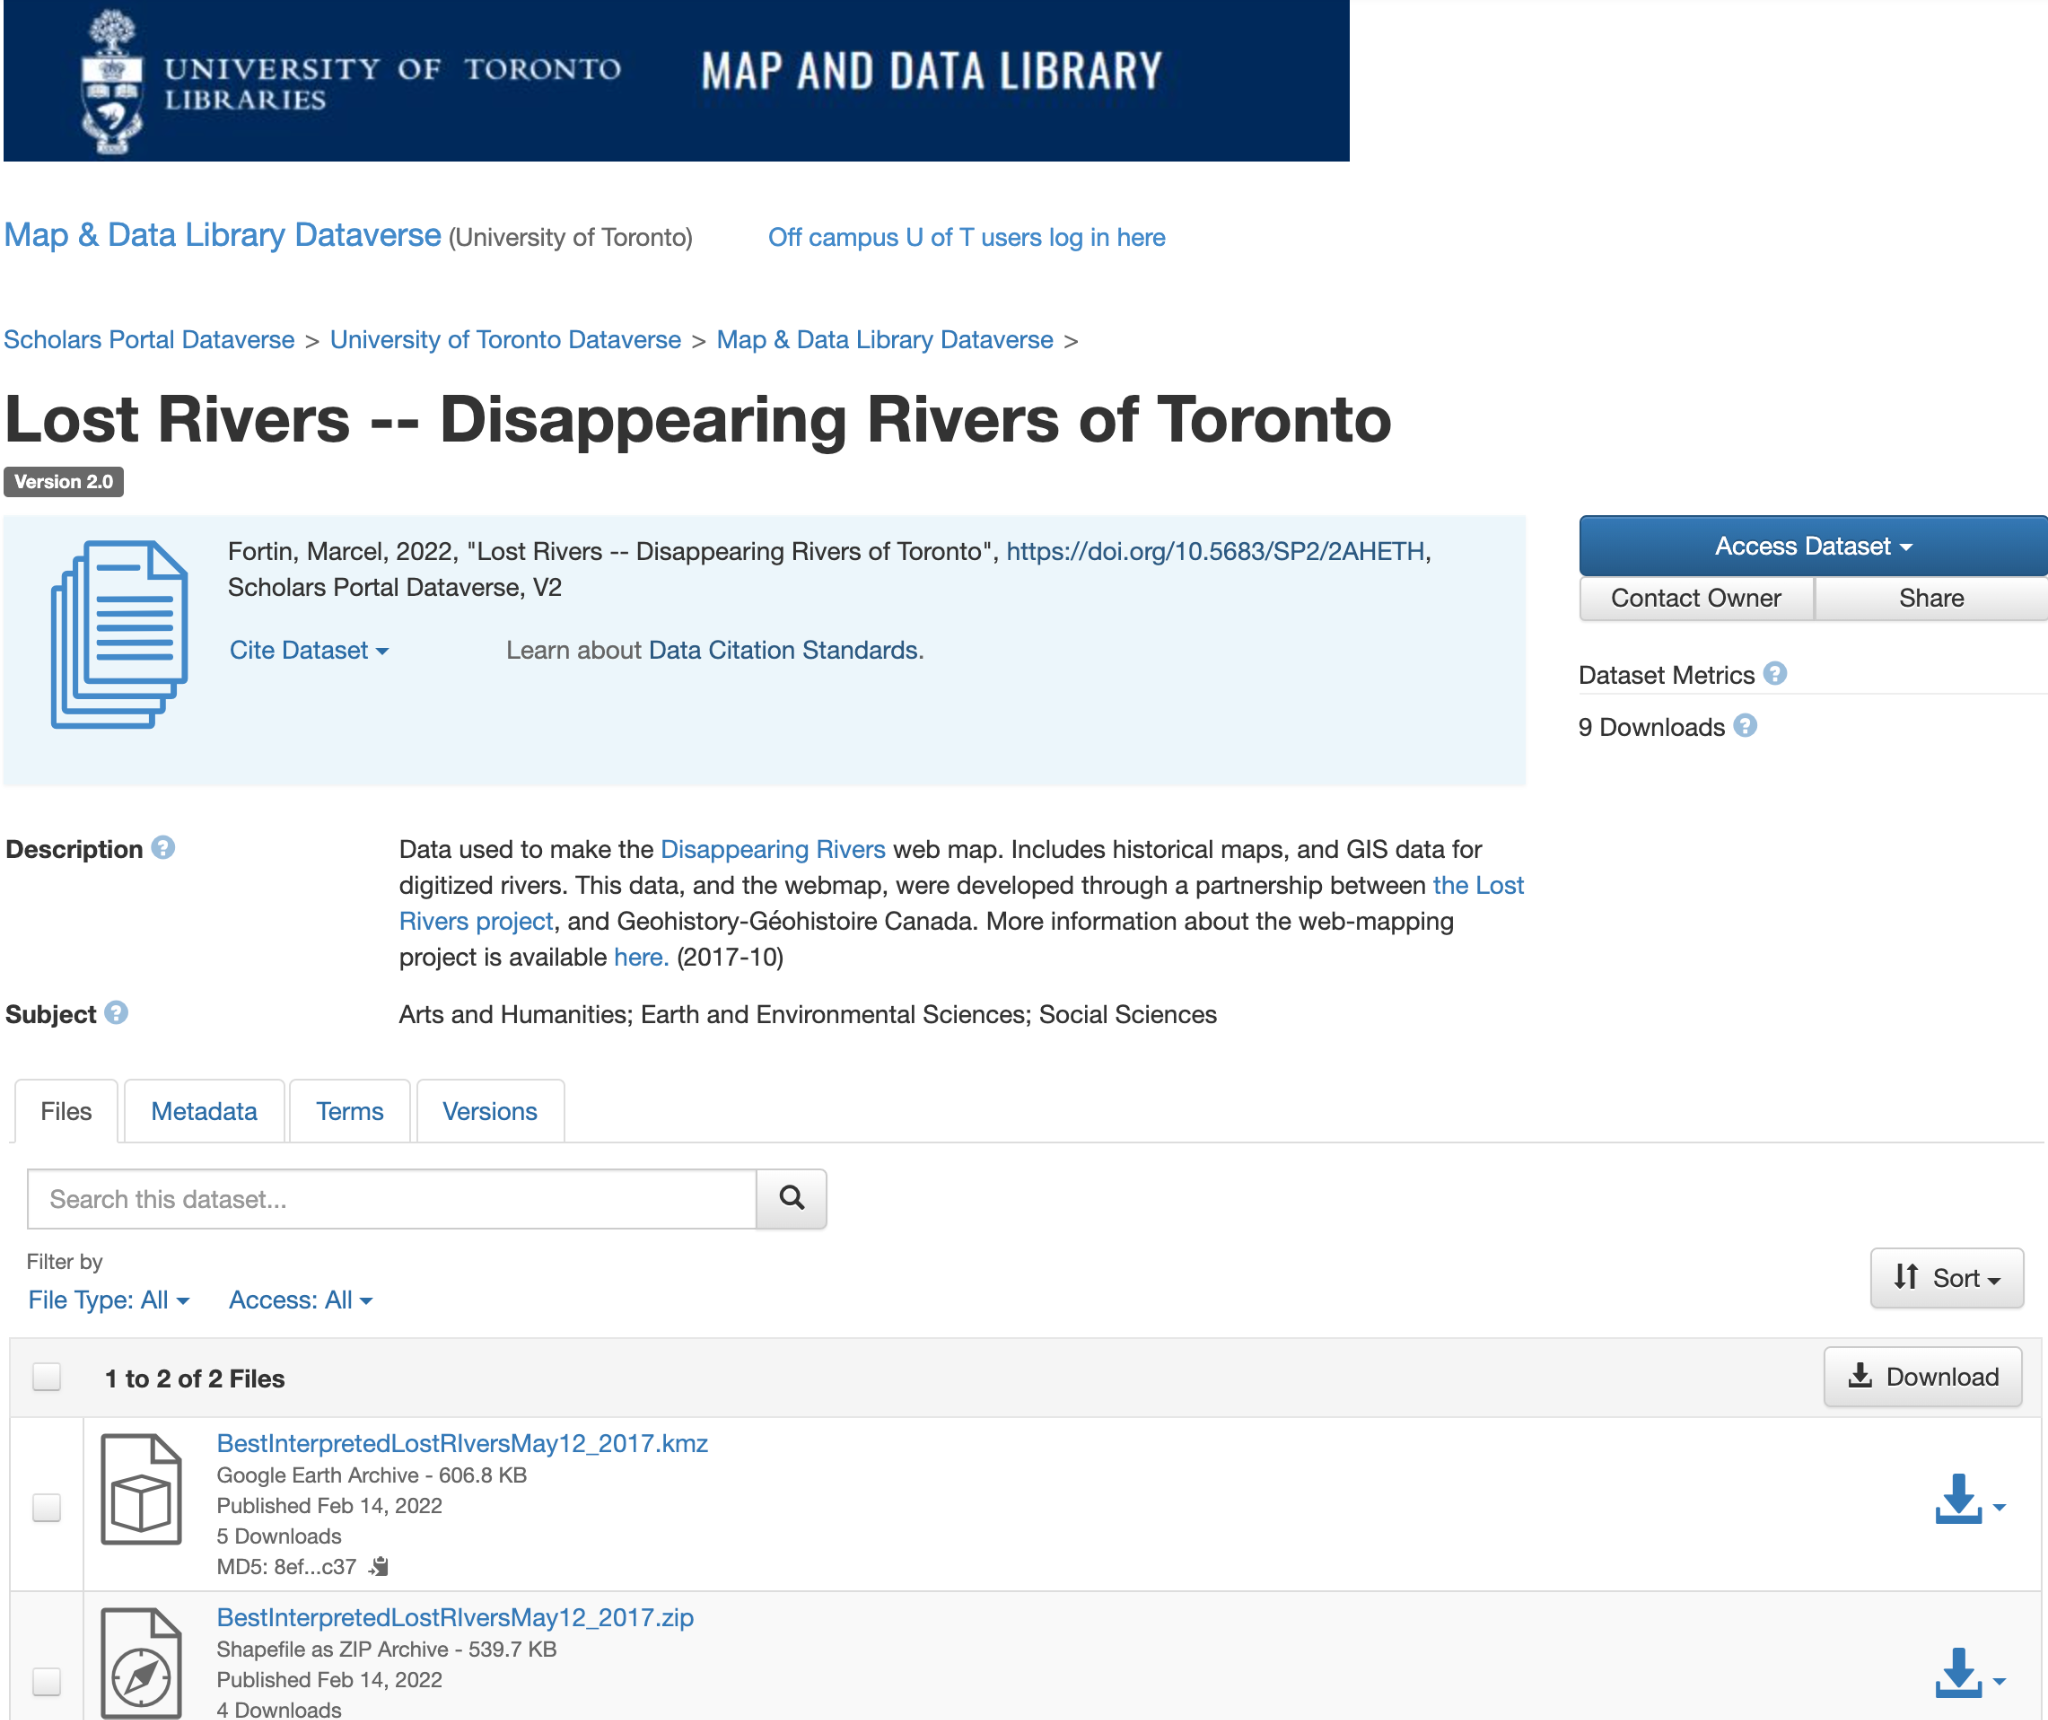 UNIVERSITY OF TORONTO
LIBRARIES
MAP AND DATA LIBRARY
Map & Data Library Dataverse (University of Toronto)
Off campus U of T users log in here
Scholars Portal Dataverse > University of Toronto Dataverse > Map & Data Library Dataverse >
Lost Rivers -- Disappearing Rivers of Toronto
Version 2.0
Fortin, Marcel, 2022, "Lost Rivers -- Disappearing Rivers of Toronto", https://doi.org/10.5683/SP2/2AHETH,
Scholars Portal Dataverse, V2
Cite Dataset
Learn about Data Citation Standards.
Access Dataset
Contact Owner
Share
Dataset Metrics ?
9 Downloads ?
Description ?
Data used to make the Disappearing Rivers web map. Includes historical maps, and GIS data for
digitized rivers. This data, and the webmap, were developed through a partnership between the Lost
Rivers project, and Geohistory-Géohistoire Canada. More information about the web-mapping
project is available here. (2017-10)
Subject ?
Arts and Humanities; Earth and Environmental Sciences; Social Sciences
Files
Metadata
Terms
Versions
Search this dataset...
Filter by
File Type: All
Access: All
Sort
1 to 2 of 2 Files
Download
BestInterpretedLostRIversMay12_2017.kmz
Google Earth Archive - 606.8 KB
Published Feb 14, 2022
5 Downloads
MD5: 8ef...c37
BestInterpretedLostRIversMay12_2017.zip
Shapefile as ZIP Archive - 539.7 KB
Published Feb 14, 2022
4 Downloads